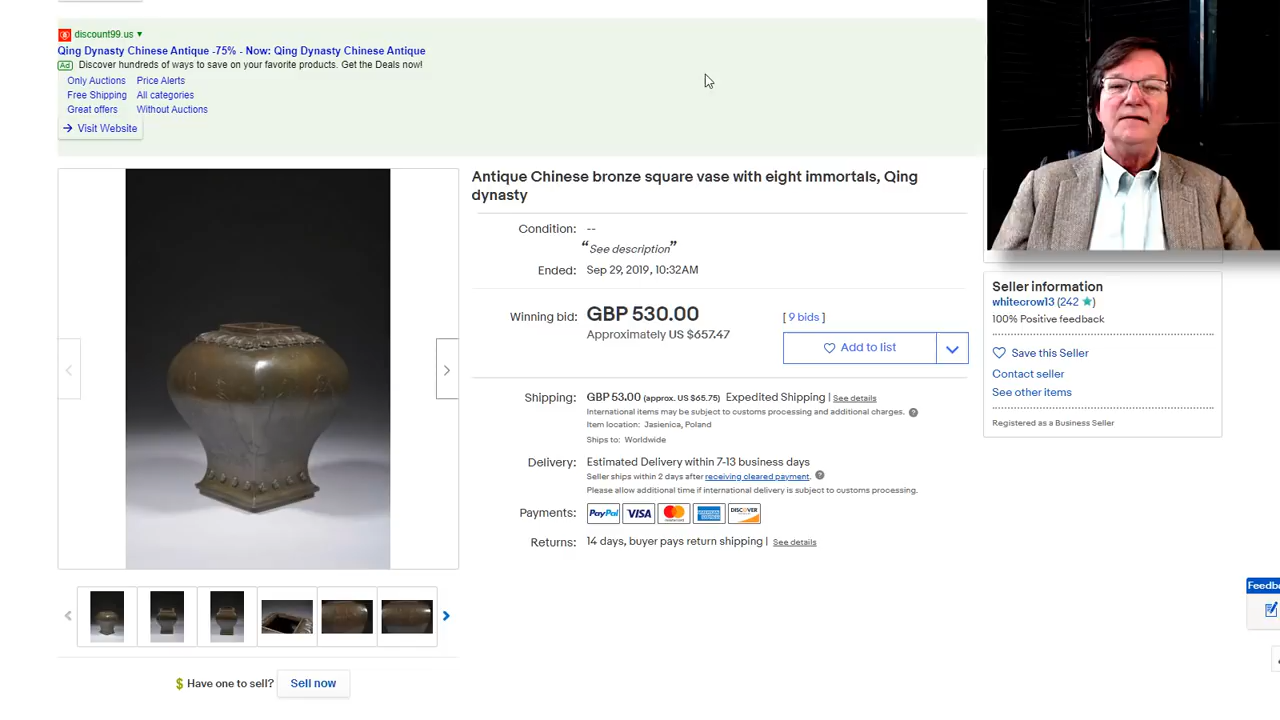 discount99.us
Qing Dynasty Chinese Antique -75% - Now: Qing Dynasty Chinese Antique
Ad Discover hundreds of ways to save on your favorite products. Get the Deals now!
Only Auctions Price Alerts
Free Shipping All categories
Great offers Without Auctions
Visit Website
Antique Chinese bronze square vase with eight immortals, Qing
dynasty
Condition: --
“See description”
Ended: Sep 29, 2019, 10:32AM
Winning bid: GBP 530.00 [ 9 bids ]
Approximately US $657.47
Add to list
Shipping: GBP 53.00 (approx. US $65.75) Expedited Shipping | See details
International items may be subject to customs processing and additional charges. ?
Item location: Jasienica, Poland
Ships to: Worldwide
Delivery: Estimated Delivery within 7-13 business days
Seller ships within 2 days after receiving cleared payment. ?
Please allow additional time if international delivery is subject to customs processing.
Payments: PayPal VISA MasterCard AMERICAN EXPRESS DISCOVER
Returns: 14 days, buyer pays return shipping | See details
Seller information
whitecrow13 (242 )
100% Positive feedback
Save this Seller
Contact seller
See other items
Registered as a Business Seller
Feedba
$ Have one to sell? Sell now